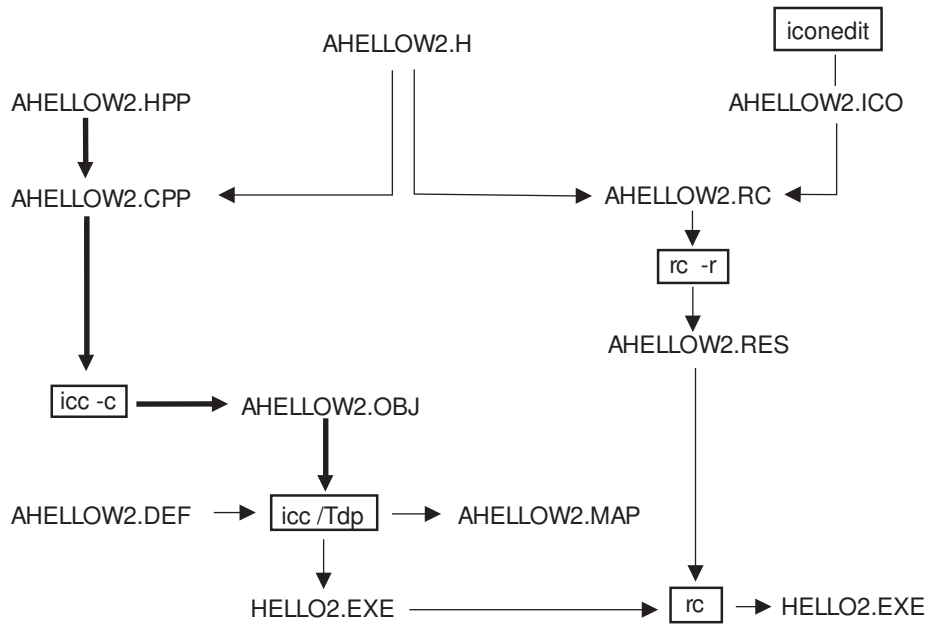 iconedit
AHELLOW2.H
AHELLOW2.HPP
AHELLOW2.ICO
AHELLOW2.CPP
AHELLOW2.RC
rc -r
AHELLOW2.RES
icc -c
AHELLOW2.OBJ
AHELLOW2.DEF
icc /Tdp
AHELLOW2.MAP
HELLO2.EXE
rc
HELLO2.EXE